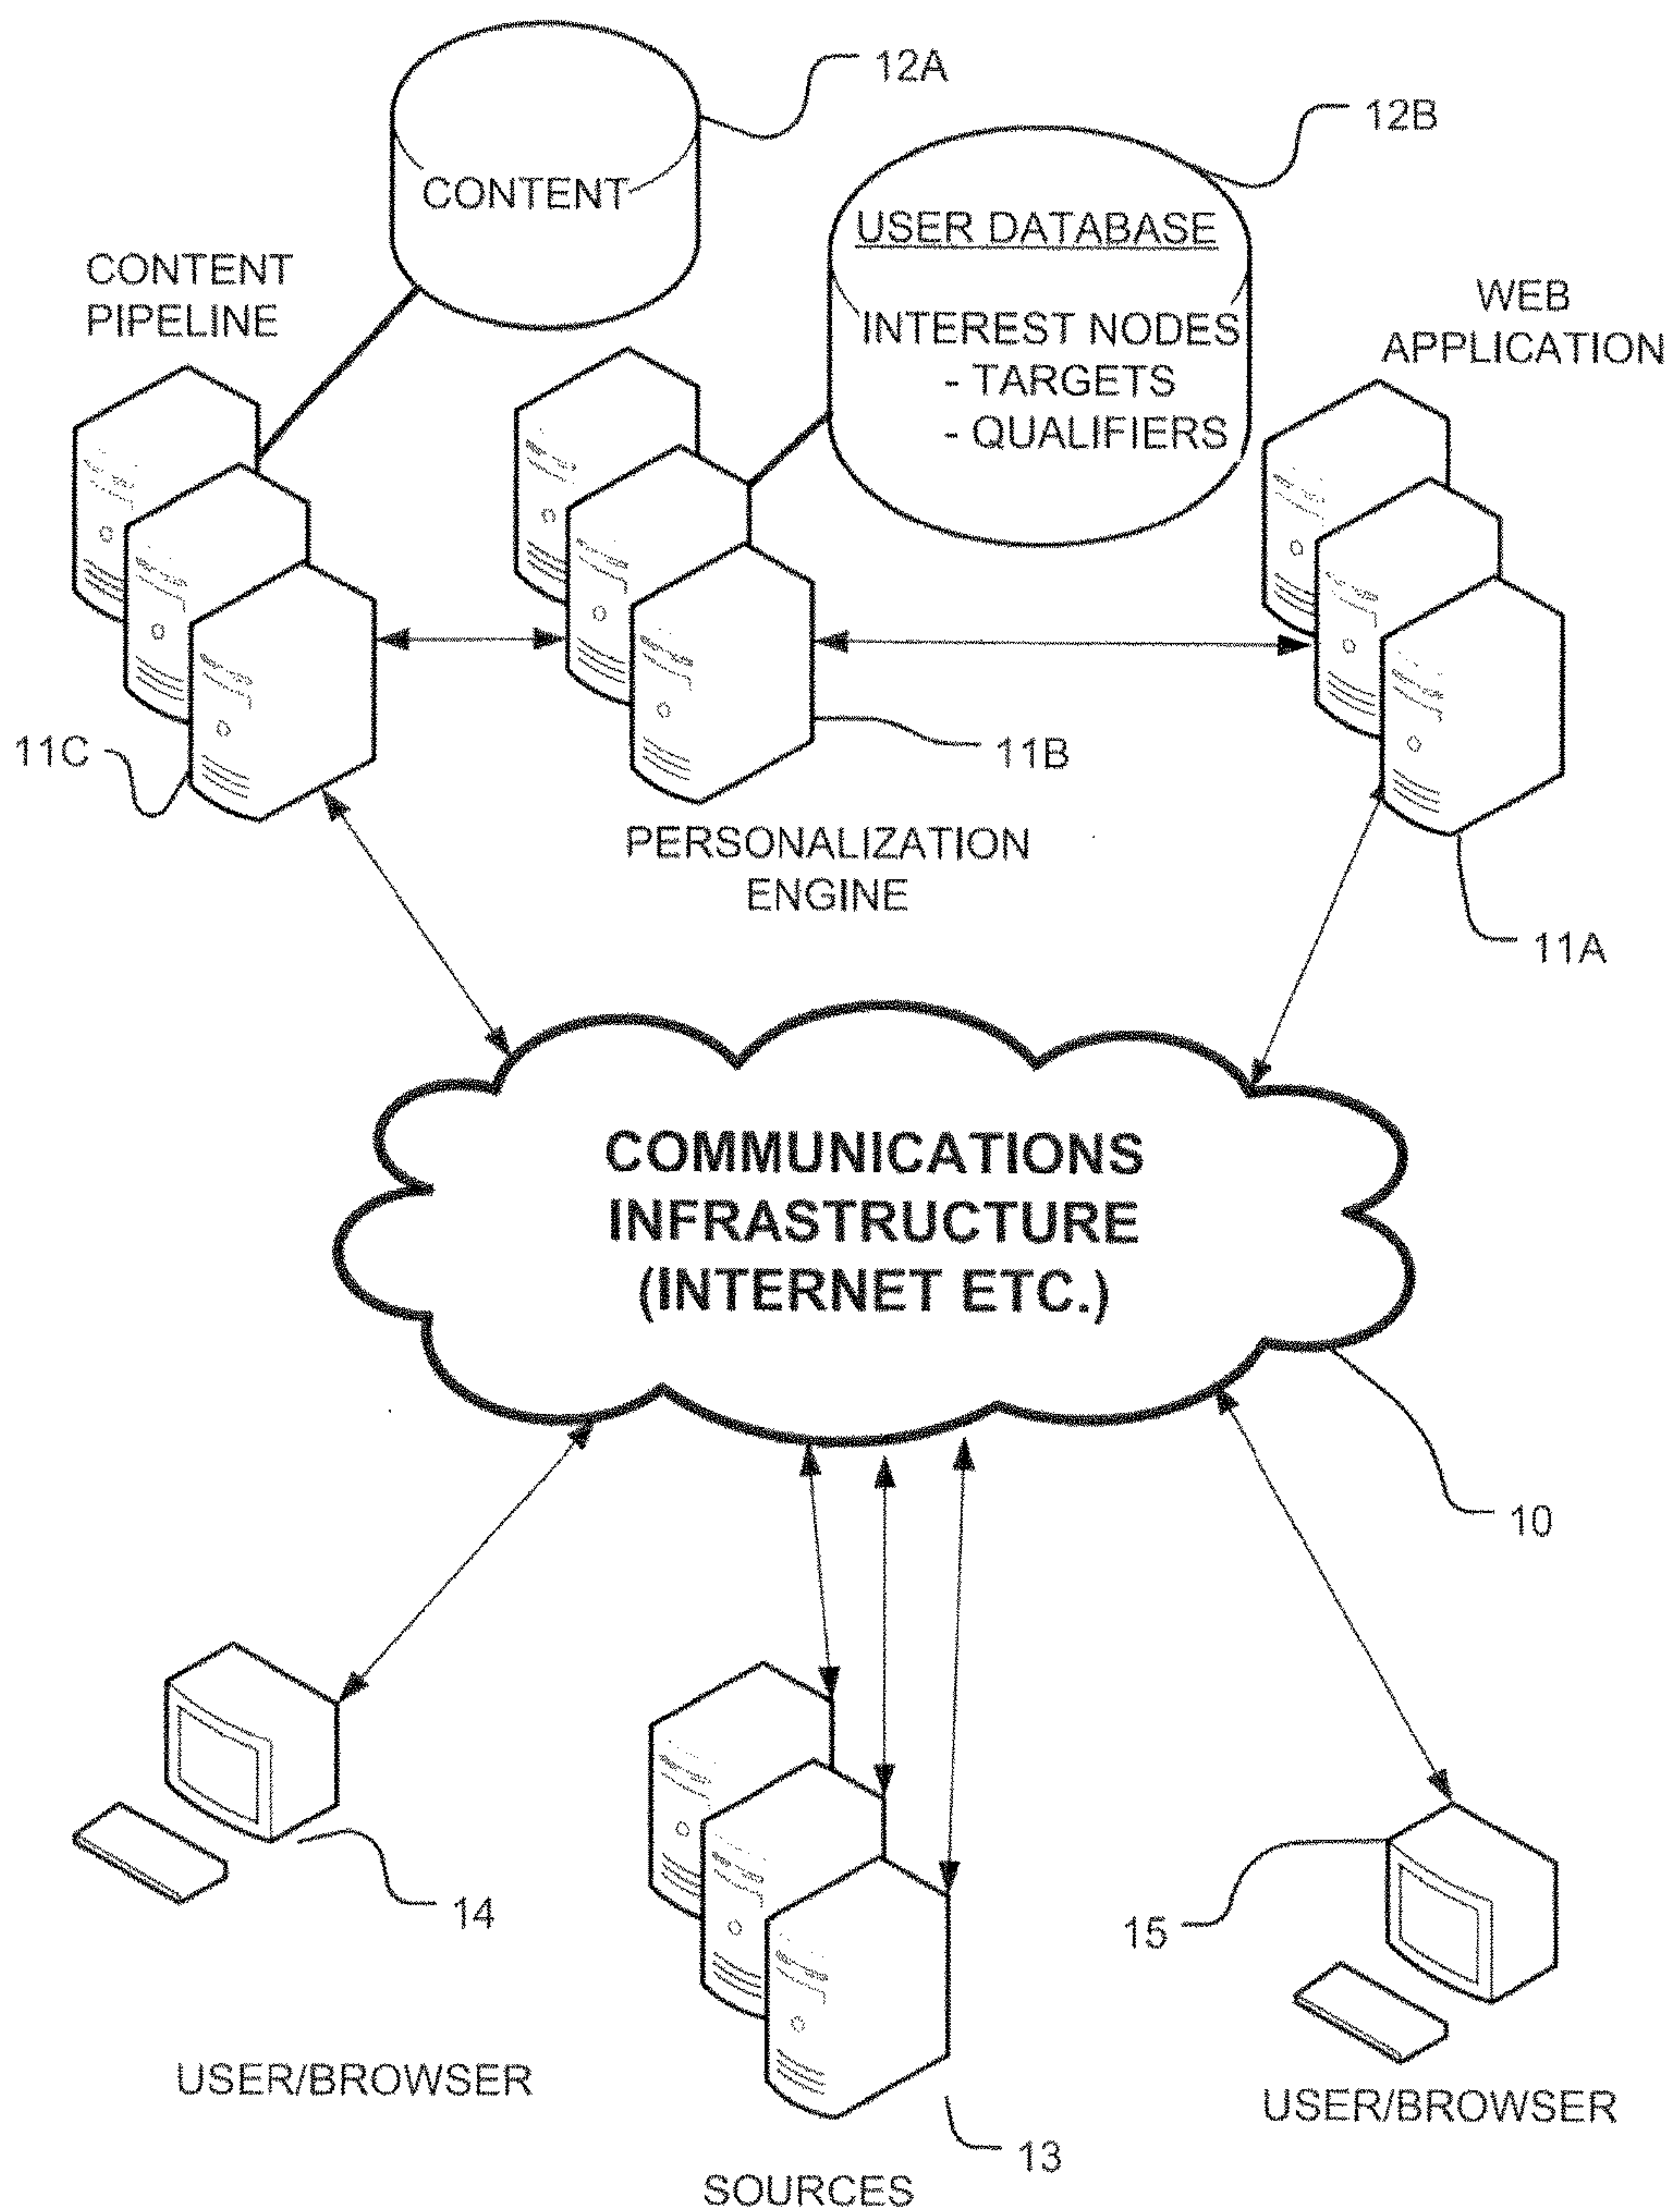 12A
12B
CONTENT
USER DATABASE
INTEREST NODES
- TARGETS
- QUALIFIERS
CONTENT
PIPELINE
WEB
APPLICATION
11C
11B
PERSONALIZATION
ENGINE
11A
COMMUNICATIONS
INFRASTRUCTURE
(INTERNET ETC.)
10
14
15
USER/BROWSER
USER/BROWSER
13
SOURCES